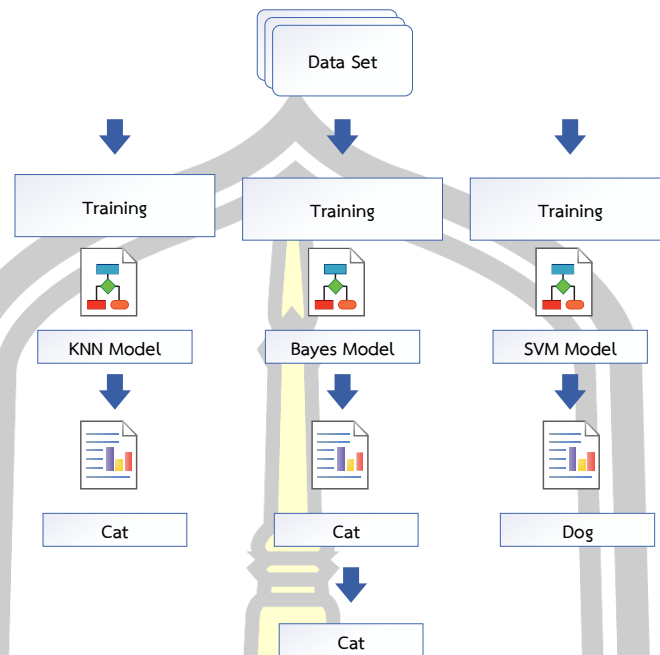 Data Set
Training
Training
Training
KNN Model
Bayes Model
SVM Model
Cat
Cat
Dog
Cat